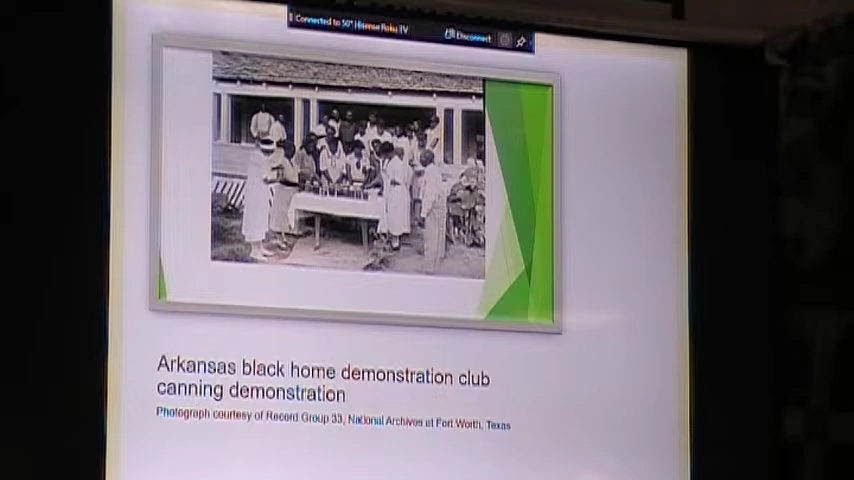 Connected to 50" Hisense Roku TV
Disconnect
Arkansas black home demonstration club
canning demonstration
Photograph courtesy of Record Group 33, National Archives at Fort Worth, Texas